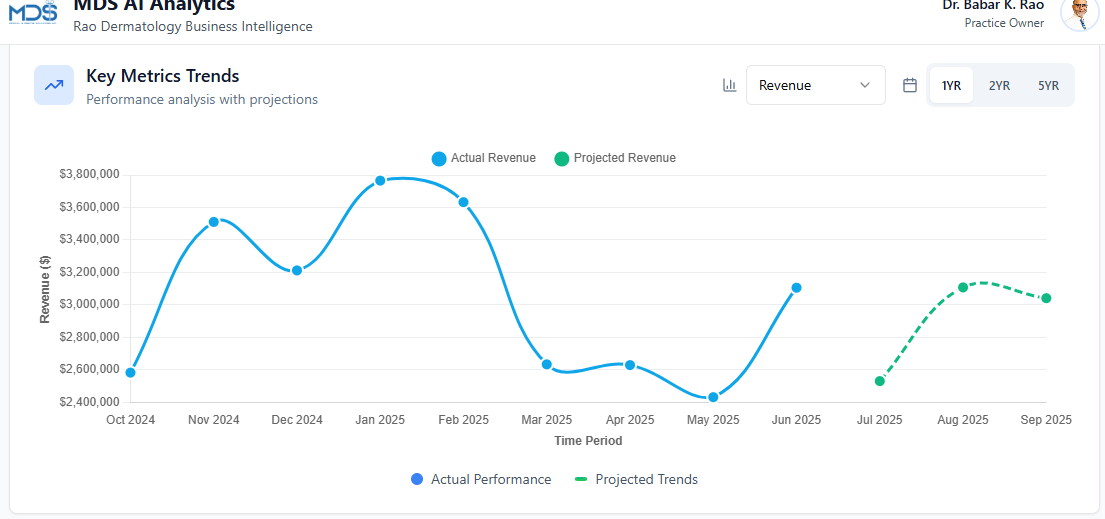 MDS
MDS AI Analytics
Rao Dermatology Business Intelligence
Dr. Babar K. Rao
Practice Owner
Key Metrics Trends
Performance analysis with projections
Revenue
1YR
2YR
5YR
Actual Revenue
Projected Revenue
$3,800,000
$3,600,000
$3,400,000
$3,200,000
$3,000,000
$2,800,000
$2,600,000
$2,400,000
Revenue ($)
Oct 2024
Nov 2024
Dec 2024
Jan 2025
Feb 2025
Mar 2025
Apr 2025
May 2025
Jun 2025
Jul 2025
Aug 2025
Sep 2025
Time Period
Actual Performance
Projected Trends